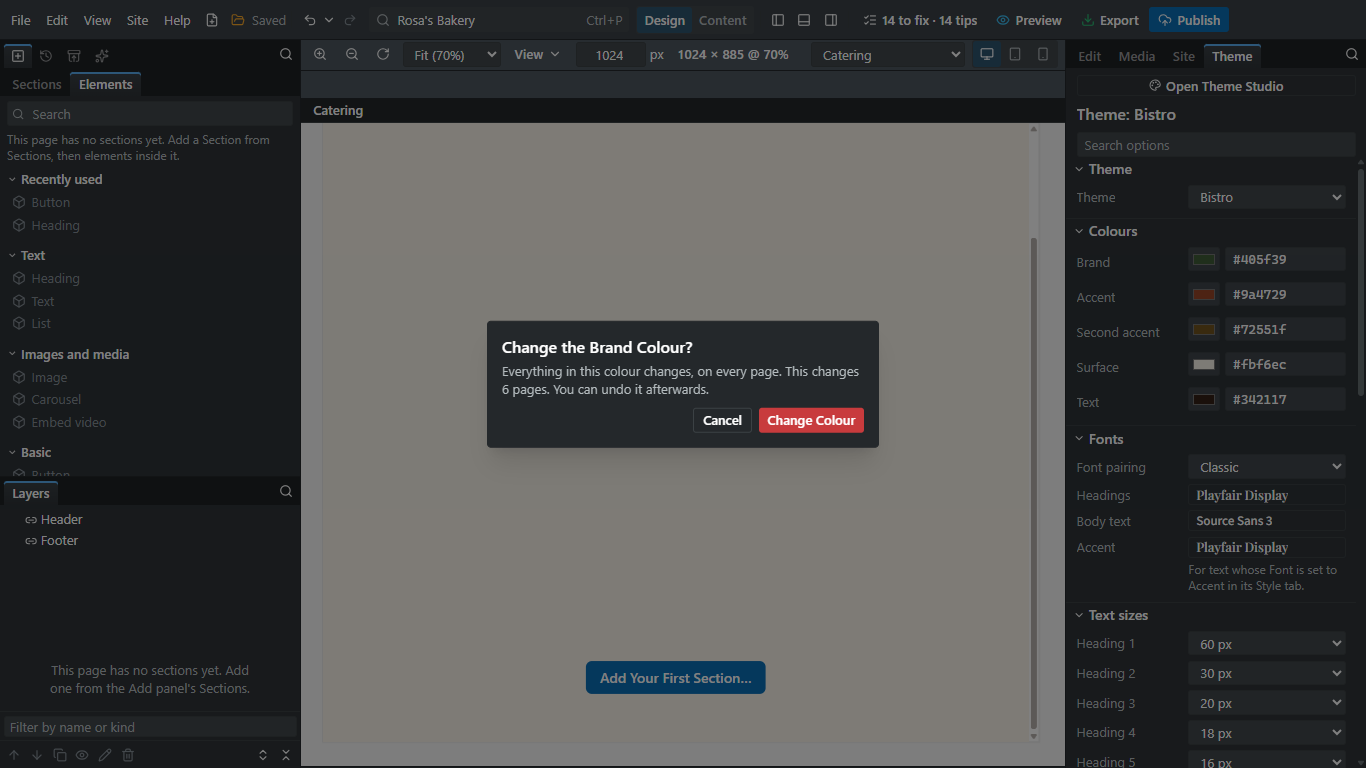 File Edit View Site Help Saved Rosa's Bakery Ctrl+P Design Content 14 to fix · 14 tips Preview Export Publish
Fit (70%) View 1024 px 1024 × 885 @ 70% Catering
Edit Media Site Theme
Sections Elements
Search
This page has no sections yet. Add a Section from
Sections, then elements inside it.
Recently used
Button
Heading
Text
Heading
Text
List
Images and media
Image
Carousel
Embed video
Basic
Button
Layers
Header
Footer
This page has no sections yet. Add
one from the Add panel's Sections.
Filter by name or kind
Catering
Change the Brand Colour?
Everything in this colour changes, on every page. This changes
6 pages. You can undo it afterwards.
Cancel Change Colour
Add Your First Section...
Open Theme Studio
Theme: Bistro
Search options
Theme
Theme Bistro
Colours
Brand #405f39
Accent #9a4729
Second accent #72551f
Surface #fbf6ec
Text #342117
Fonts
Font pairing Classic
Headings Playfair Display
Body text Source Sans 3
Accent Playfair Display
For text whose Font is set to
Accent in its Style tab.
Text sizes
Heading 1 60 px
Heading 2 30 px
Heading 3 20 px
Heading 4 18 px
Heading 5 16 px